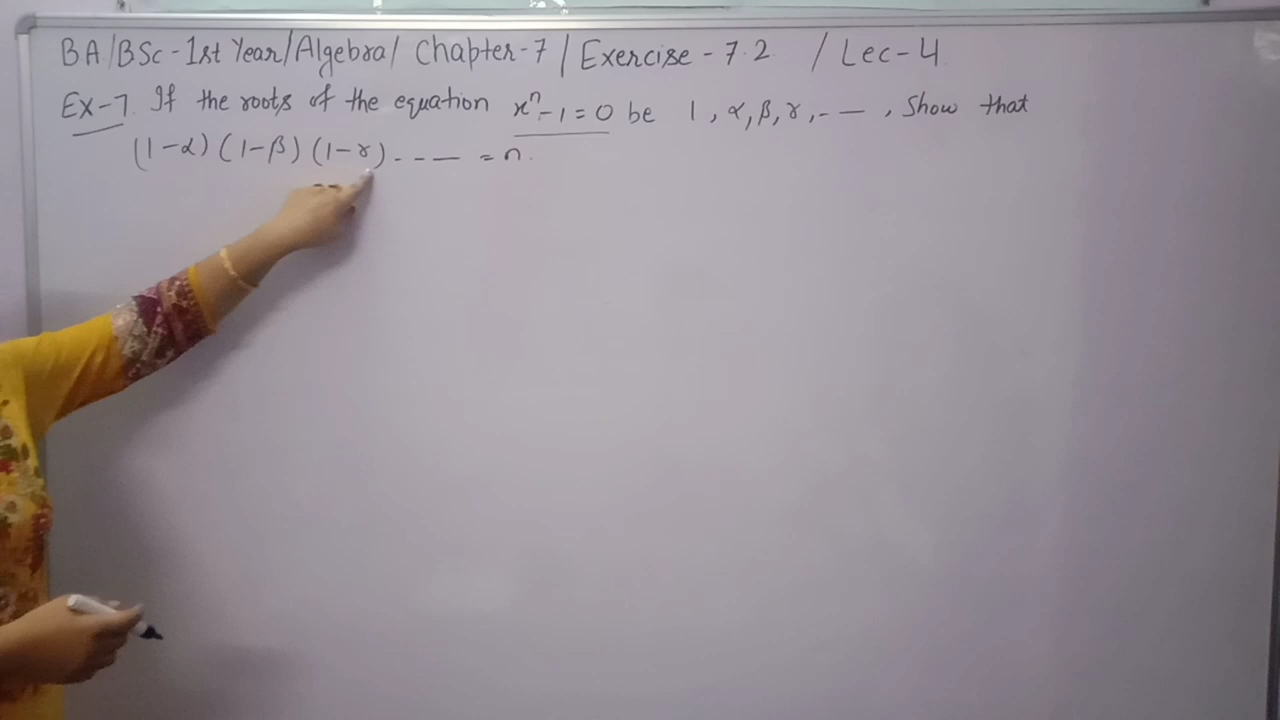 BA/BSc-1st Year/Algebra/ Chapter-7/Exercise-7.2 / Lec-4
Ex-7. If the roots of the equation xⁿ-1=0 be 1, α, β, γ, - — , Show that
(1-α)(1-β)(1-γ) - - — = n.